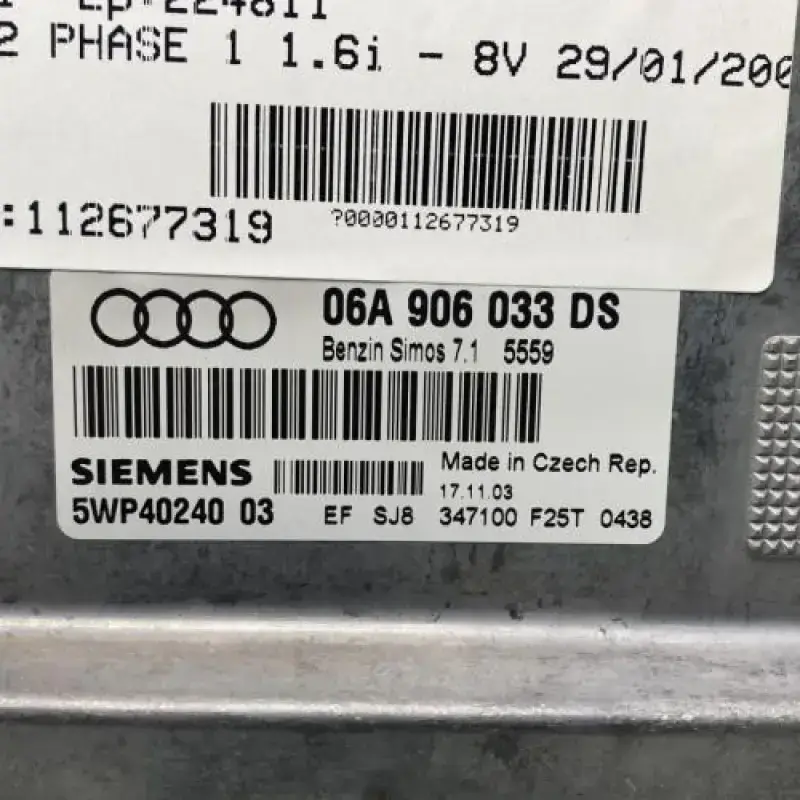 2 PHASE 1 1.6i - 8V 29/01/200
:112677319
?0000112677319
06A 906 033 DS
Benzin Simos 7.1 5559
SIEMENS
Made in Czech Rep.
17.11.03
5WP40240 03 EF SJ8 347100 F25T 0438